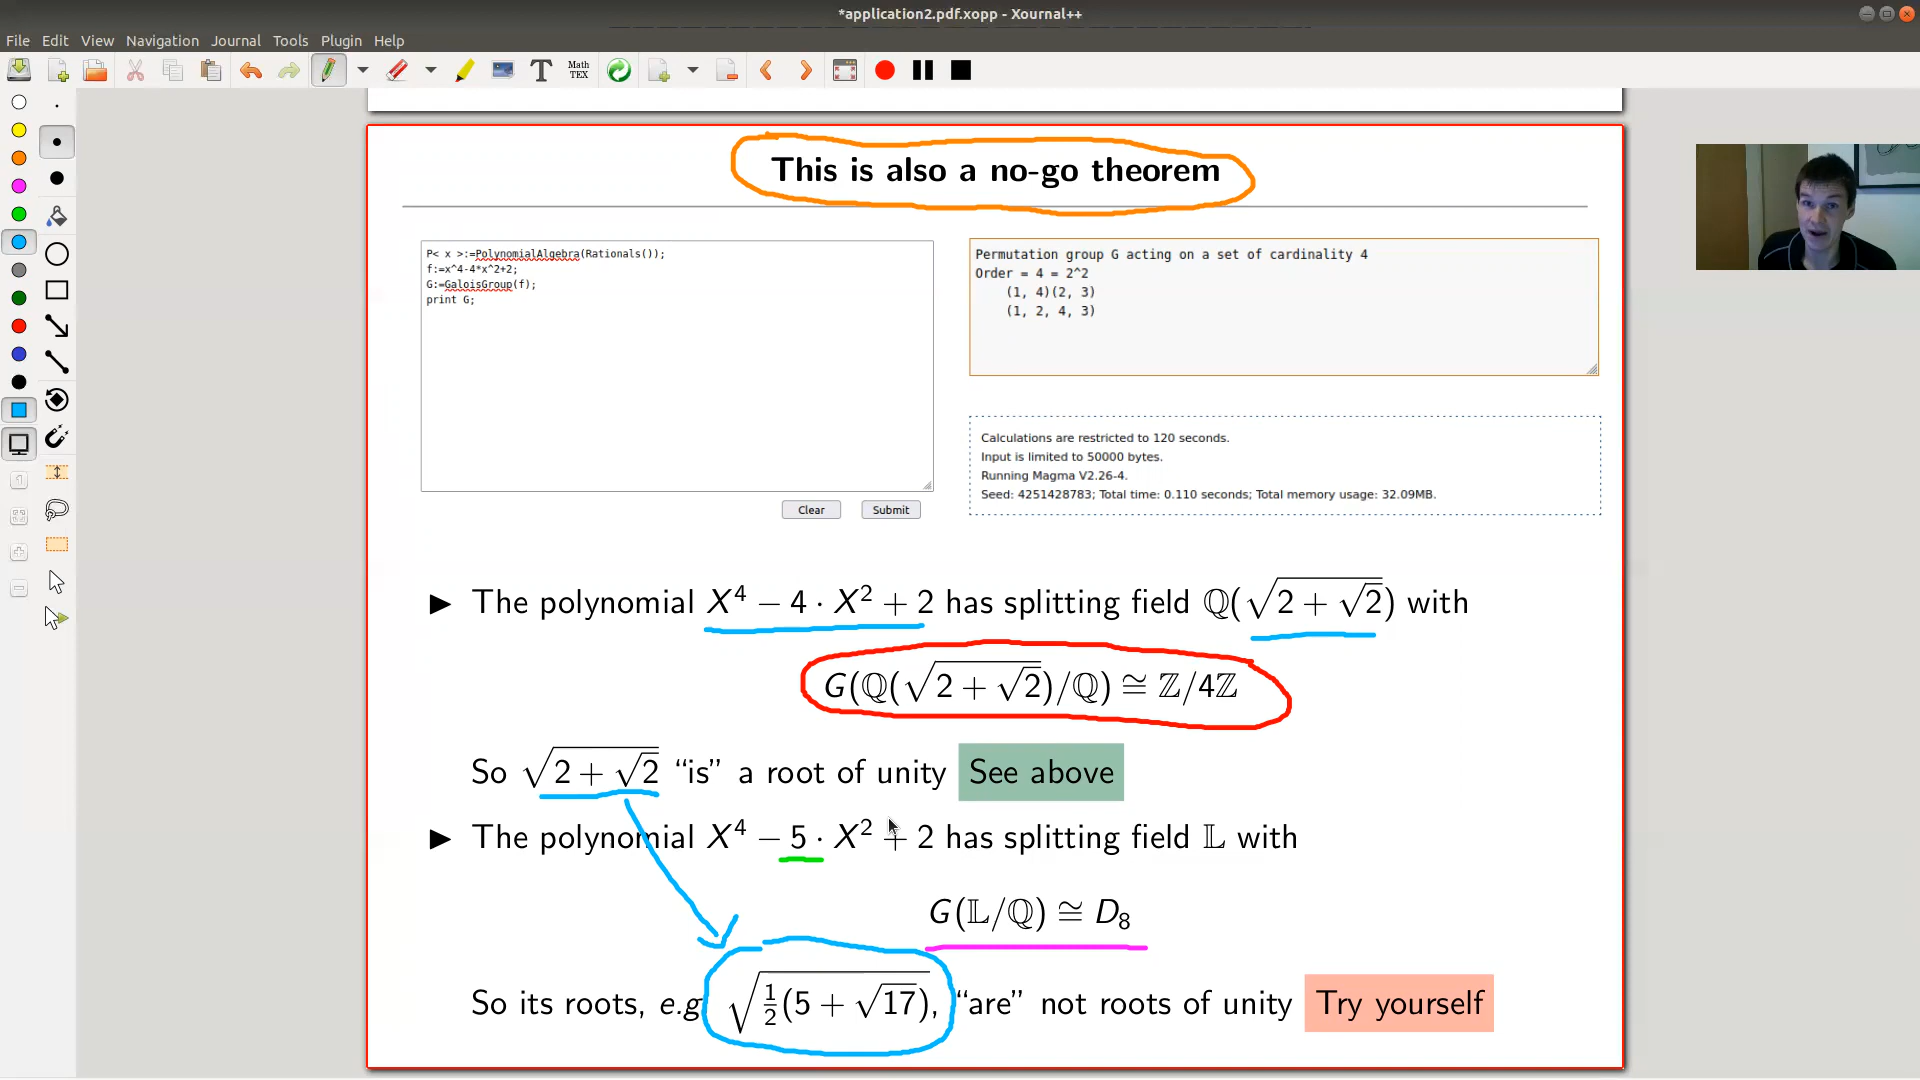 *application2.pdf.xopp - Xournal++
File Edit View Navigation Journal Tools Plugin Help
Math
TEX
This is also a no-go theorem
P< x >:=PolynomialAlgebra(Rationals());
f:=x^4-4*x^2+2;
G:=GaloisGroup(f);
print G;
Clear Submit
Permutation group G acting on a set of cardinality 4
Order = 4 = 2^2
(1, 4)(2, 3)
(1, 2, 4, 3)
Calculations are restricted to 120 seconds.
Input is limited to 50000 bytes.
Running Magma V2.26-4.
Seed: 4251428783; Total time: 0.110 seconds; Total memory usage: 32.09MB.
▶ The polynomial X⁴ − 4 · X² + 2 has splitting field ℚ(√(2 + √2)) with
G(ℚ(√(2 + √2))/ℚ) ≅ ℤ/4ℤ
So √(2 + √2) “is” a root of unity See above
▶ The polynomial X⁴ − 5 · X² + 2 has splitting field 𝕃 with
G(𝕃/ℚ) ≅ D₈
So its roots, e.g √(½(5 + √17)), “are” not roots of unity Try yourself